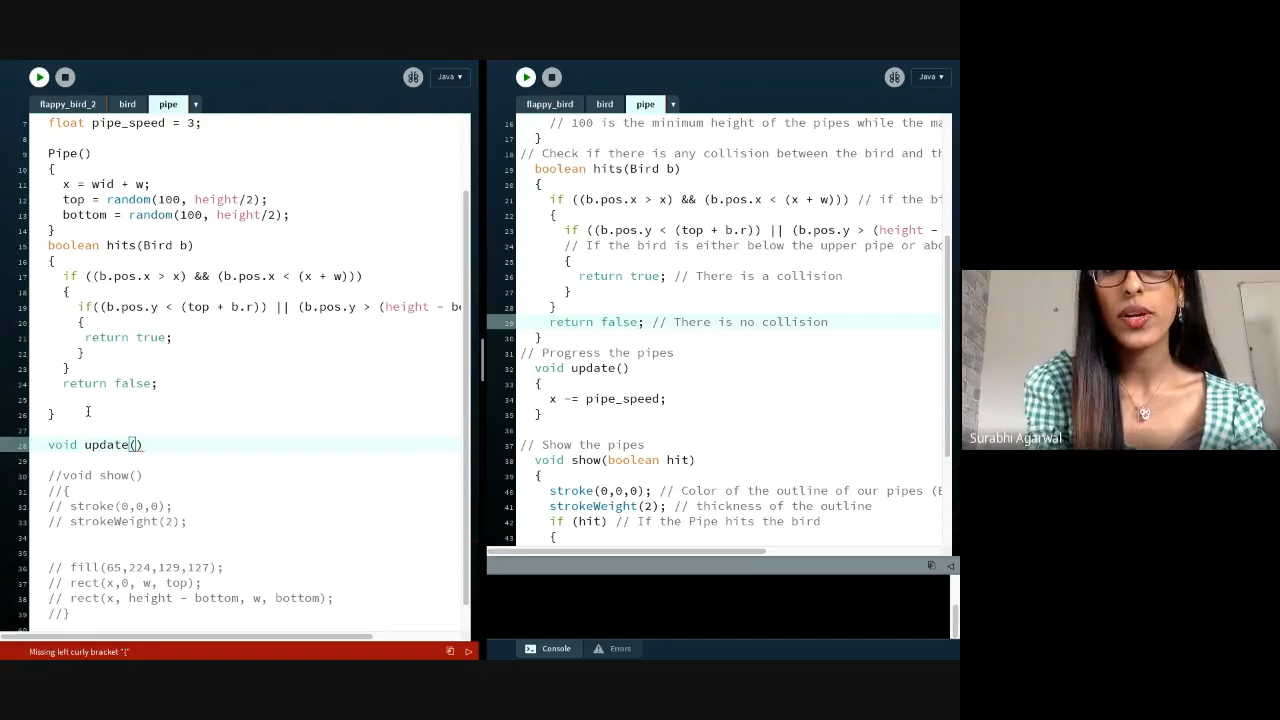 Java ▾
flappy_bird_2
bird
pipe
7 float pipe_speed = 3;
8
9 Pipe()
10 {
11 x = wid + w;
12 top = random(100, height/2);
13 bottom = random(100, height/2);
14 }
15 boolean hits(Bird b)
16 {
17 if ((b.pos.x > x) && (b.pos.x < (x + w)))
18 {
19 if((b.pos.y < (top + b.r)) || (b.pos.y > (height - be
20 {
21 return true;
22 }
23 }
24 return false;
25
26 }
27
28 void update()
29
30 //void show()
31 //{
32 // stroke(0,0,0);
33 // strokeWeight(2);
34
35
36 // fill(65,224,129,127);
37 // rect(x,0, w, top);
38 // rect(x, height - bottom, w, bottom);
39 //}
Missing left curly bracket "{"
Java ▾
flappy_bird
bird
pipe
16 // 100 is the minimum height of the pipes while the ma
17 }
18 // Check if there is any collision between the bird and th
19 boolean hits(Bird b)
20 {
21 if ((b.pos.x > x) && (b.pos.x < (x + w))) // if the bi
22 {
23 if ((b.pos.y < (top + b.r)) || (b.pos.y > (height -
24 // If the bird is either below the upper pipe or abo
25 {
26 return true; // There is a collision
27 }
28 }
29 return false; // There is no collision
30 }
31 // Progress the pipes
32 void update()
33 {
34 x -= pipe_speed;
35 }
36
37 // Show the pipes
38 void show(boolean hit)
39 {
40 stroke(0,0,0); // Color of the outline of our pipes (B
41 strokeWeight(2); // thickness of the outline
42 if (hit) // If the Pipe hits the bird
43 {
Console
Errors
Surabhi Agarwal